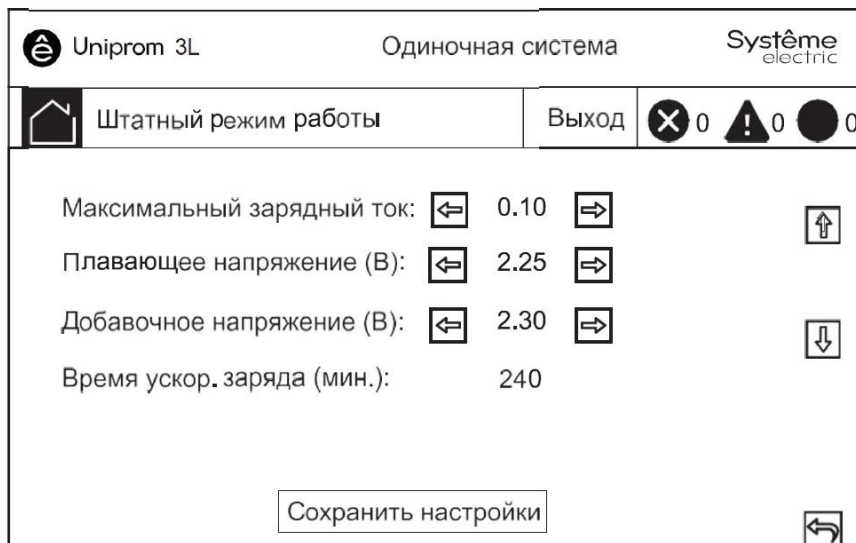 ê Uniprom 3L Одиночная система Systême electric
Штатный режим работы Выход 0 0 0
Максимальный зарядный ток: 0.10
Плавающее напряжение (В): 2.25
Добавочное напряжение (В): 2.30
Время ускор. заряда (мин.): 240
Сохранить настройки